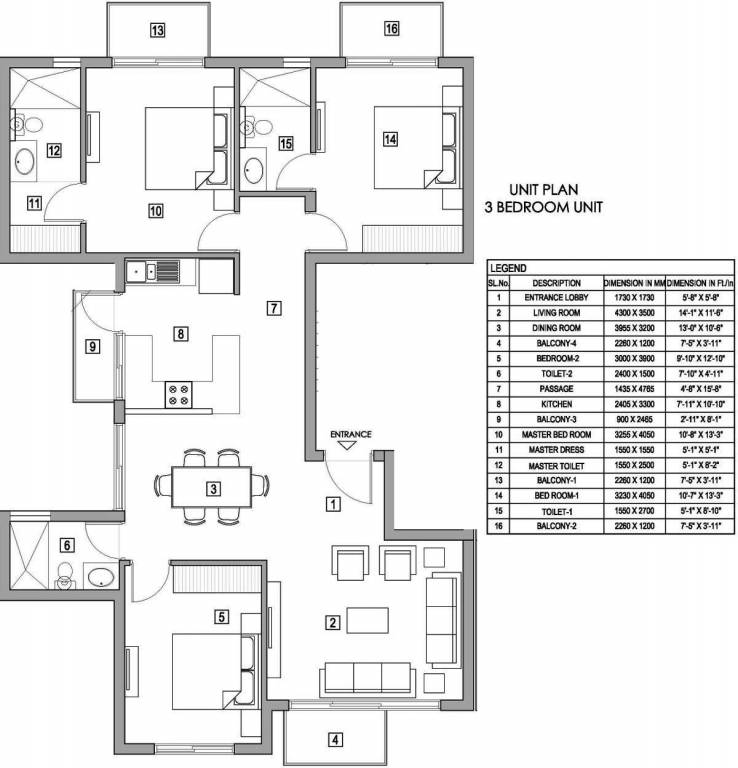 13
16
12
15
14
11
10
UNIT PLAN
3 BEDROOM UNIT
7
8
9
ENTRANCE
3
1
6
5
2
4
LEGEND
SL.No. DESCRIPTION DIMENSION IN MM DIMENSION IN Ft./In
1 ENTRANCE LOBBY 1730 X 1730 5'-8" X 5'-8"
2 LIVING ROOM 4300 X 3500 14'-1" X 11'-6"
3 DINING ROOM 3955 X 3200 13'-0" X 10'-6"
4 BALCONY-4 2260 X 1200 7'-5" X 3'-11"
5 BEDROOM-2 3000 X 3900 9'-10" X 12'-10"
6 TOILET-2 2400 X 1500 7'-10" X 4'-11"
7 PASSAGE 1435 X 4765 4'-8" X 15'-8"
8 KITCHEN 2405 X 3300 7'-11" X 10'-10"
9 BALCONY-3 900 X 2465 2'-11" X 8'-1"
10 MASTER BED ROOM 3255 X 4050 10'-8" X 13'-3"
11 MASTER DRESS 1550 X 1550 5'-1" X 5'-1"
12 MASTER TOILET 1550 X 2500 5'-1" X 8'-2"
13 BALCONY-1 2260 X 1200 7'-5" X 3'-11"
14 BED ROOM-1 3230 X 4050 10'-7" X 13'-3"
15 TOILET-1 1550 X 2700 5'-1" X 8'-10"
16 BALCONY-2 2260 X 1200 7'-5" X 3'-11"